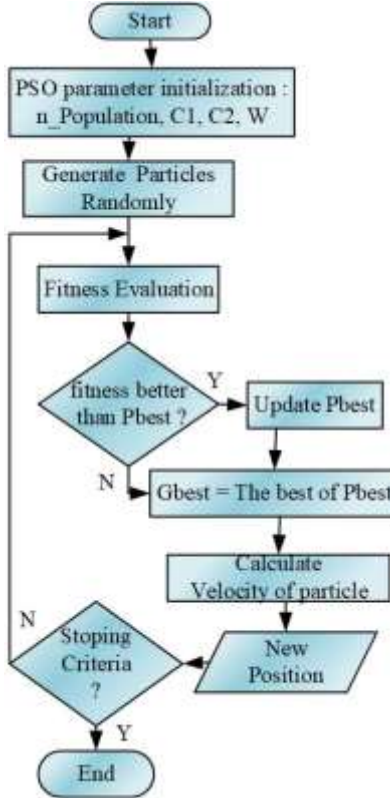 Start
PSO parameter initialization :
n_Population, C1, C2, W
Generate Particles
Randomly
Fitness Evaluation
fitness better
than Pbest ?
Y
Update Pbest
N
Gbest = The best of Pbest
Calculate
Velocity of particle
New
Position
Stoping
Criteria
?
N
Y
End